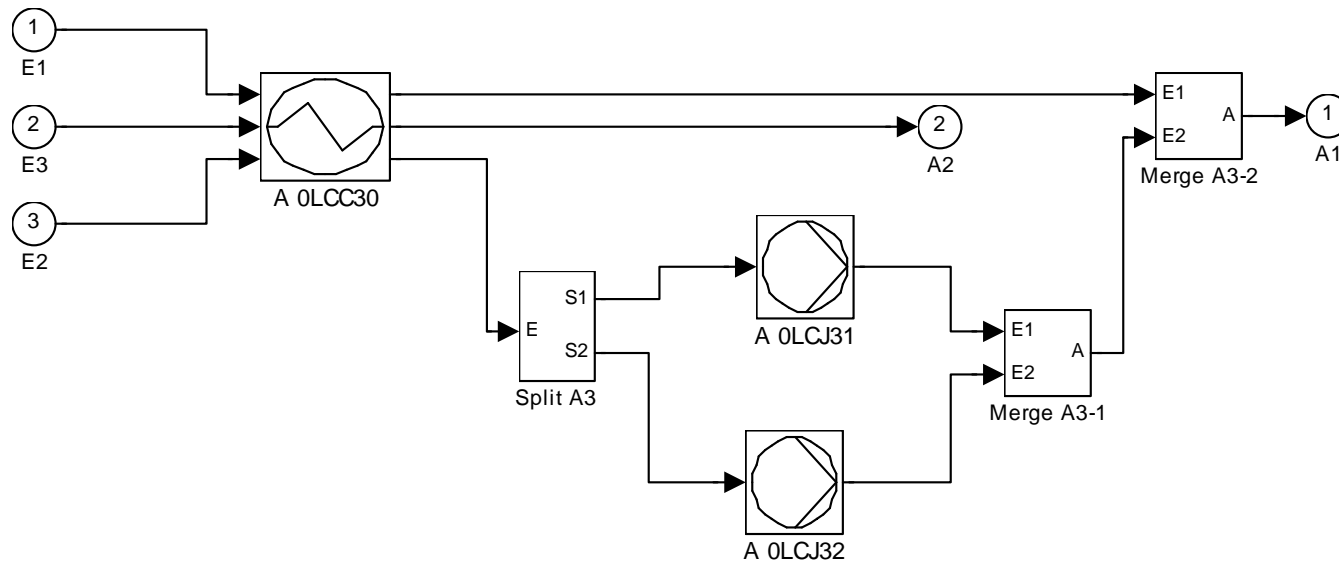 1
E1
2
E3
3
E2
A 0LCC30
2
A2
E1
E2
A
Merge A3-2
1
A1
E
S1
S2
Split A3
A 0LCJ31
A 0LCJ32
E1
E2
A
Merge A3-1